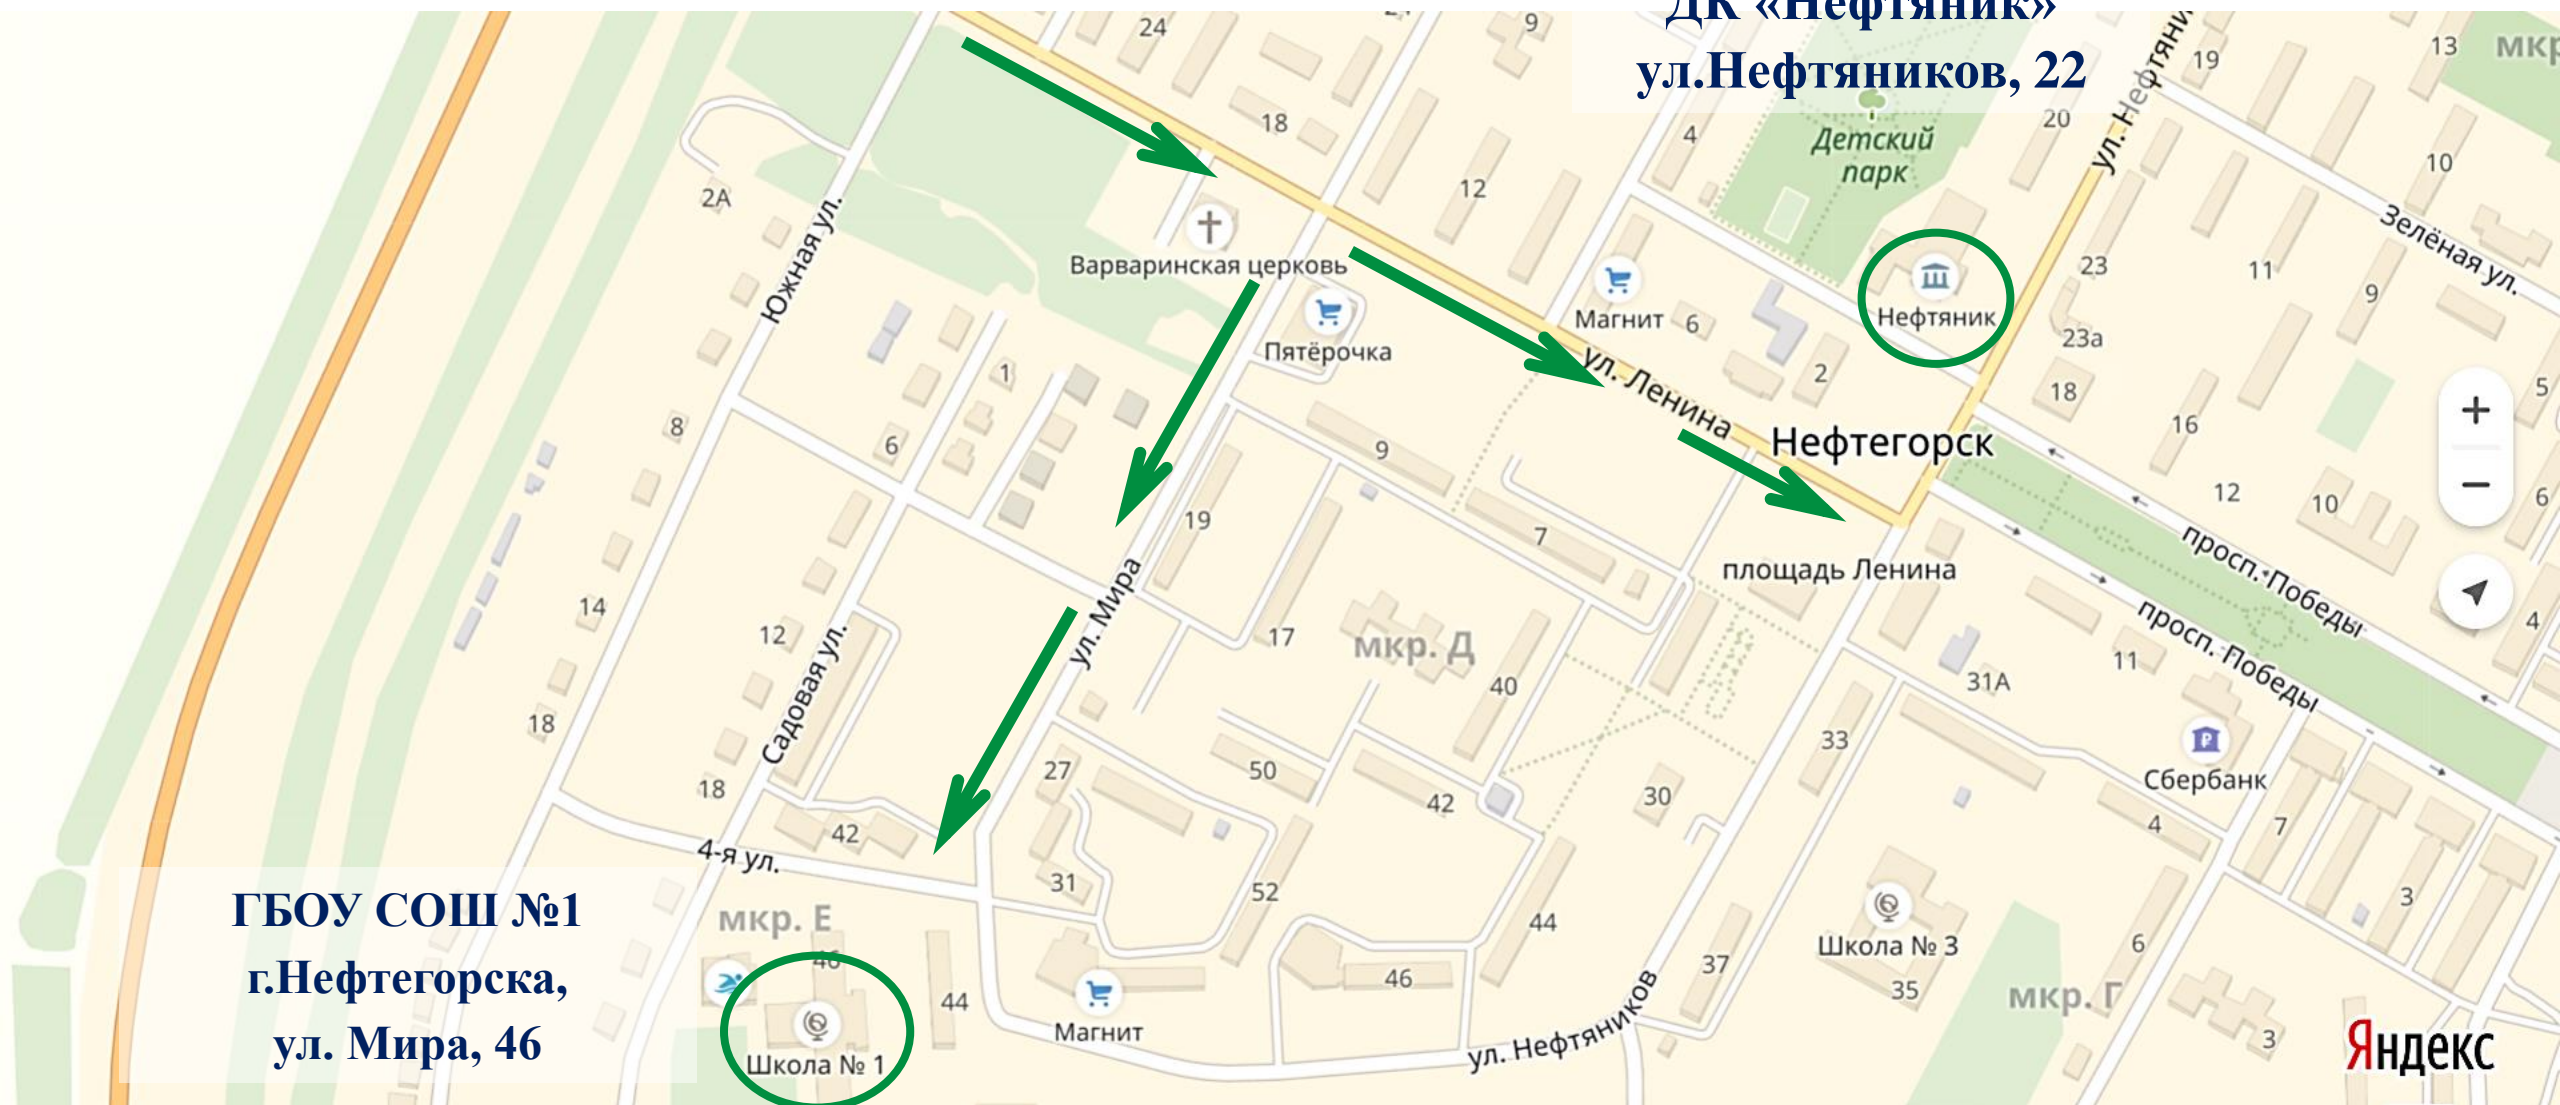 ДК «Нефтяник»
ул.Нефтяников, 22
24
9
ул. Нефтяни
19
13
мкр
18
4
Детский
парк
20
10
2А
12
Южная ул.
Варваринская церковь
Зелёная ул.
23
11
9
Магнит
6
Нефтяник
23а
Пятёрочка
ул. Ленина
1
2
18
5
8
6
9
Нефтегорск
16
+
−
12
10
6
19
7
просп. Победы
площадь Ленина
ул. Мира
14
12
17
мкр. Д
просп. Победы
4
Садовая ул.
40
31А
11
18
33
27
50
Сбербанк
18
42
30
42
4
7
4-я ул.
31
52
3
ГБОУ СОШ №1
г.Нефтегорска,
ул. Мира, 46
мкр. Е
46
44
Школа № 3
6
37
46
35
мкр. Г
44
Магнит
Школа № 1
ул. Нефтяников
3
Яндекс